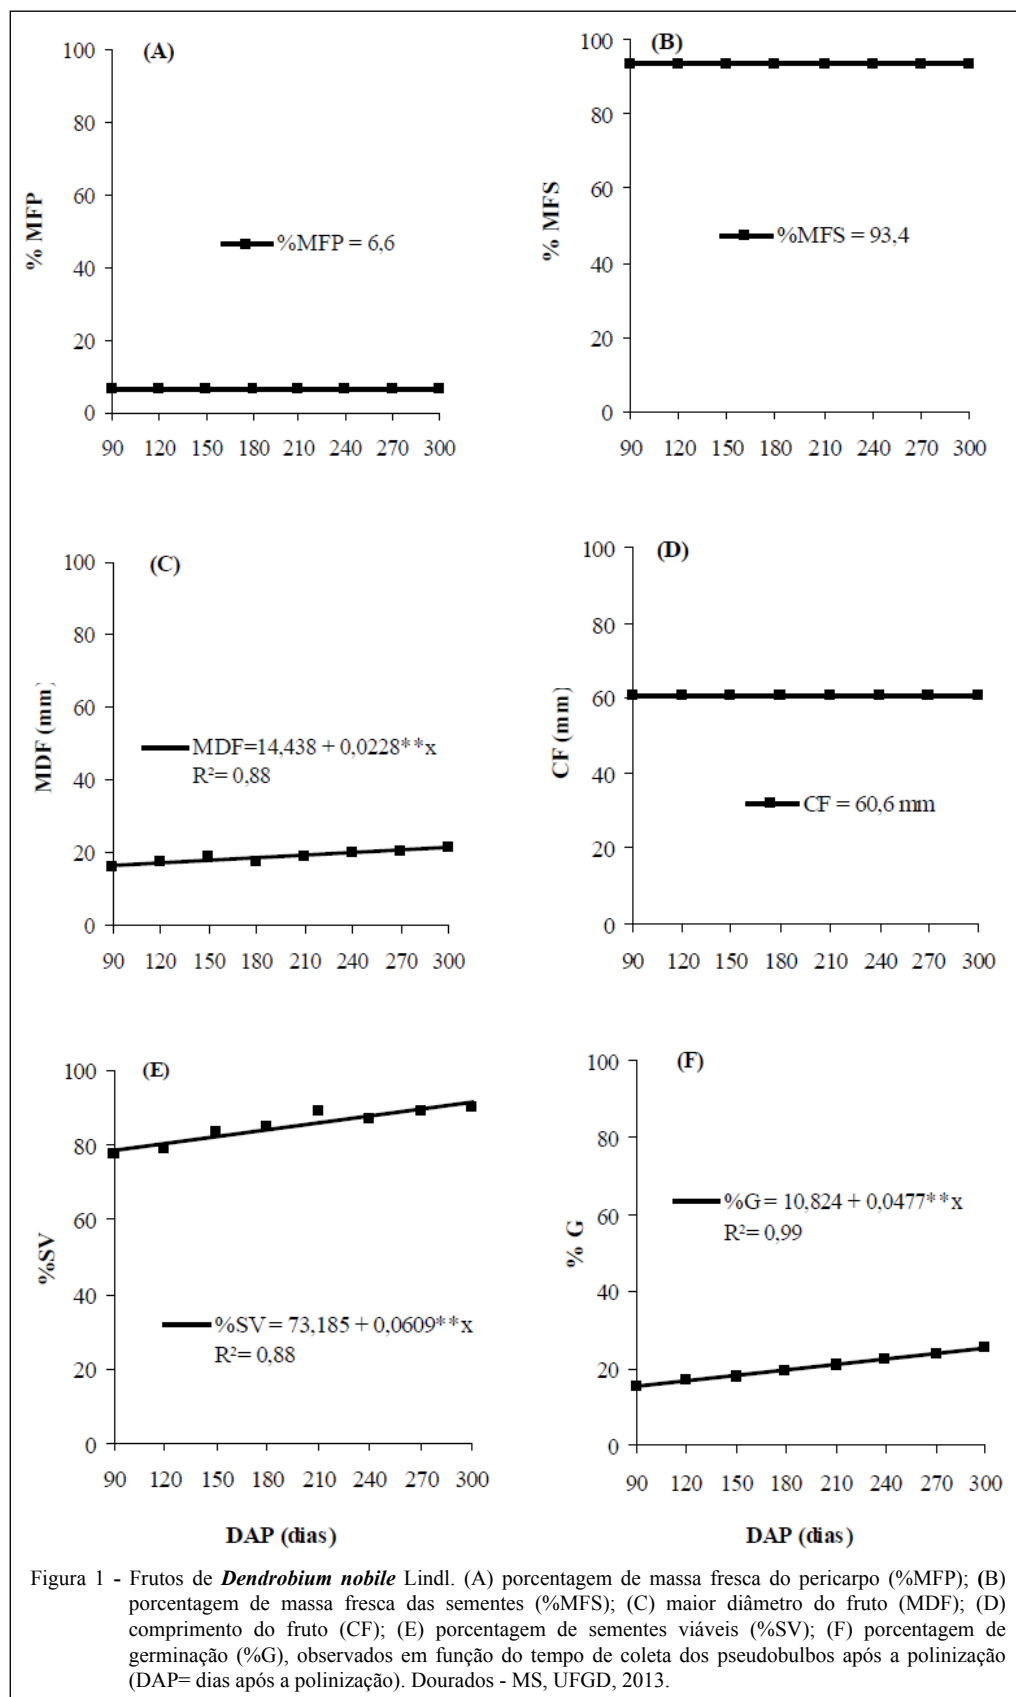 (A)
100
80
60
40
20
0
% MFP
%MFP = 6,6
90 120 150 180 210 240 270 300
(B)
100
80
60
40
20
0
% MFS
%MFS = 93,4
90 120 150 180 210 240 270 300
(C)
100
80
60
40
20
0
MDF (mm)
MDF=14,438 + 0,0228**x
R²= 0,88
90 120 150 180 210 240 270 300
(D)
100
80
60
40
20
0
CF (mm)
CF = 60,6 mm
90 120 150 180 210 240 270 300
(E)
100
80
60
40
20
0
%SV
%SV = 73,185 + 0,0609**x
R²= 0,88
90 120 150 180 210 240 270 300
DAP (dias)
(F)
100
80
60
40
20
0
% G
%G = 10,824 + 0,0477**x
R²= 0,99
90 120 150 180 210 240 270 300
DAP (dias)
Figura 1 - Frutos de Dendrobium nobile Lindl. (A) porcentagem de massa fresca do pericarpo (%MFP); (B)
porcentagem de massa fresca das sementes (%MFS); (C) maior diâmetro do fruto (MDF); (D)
comprimento do fruto (CF); (E) porcentagem de sementes viáveis (%SV); (F) porcentagem de
germinação (%G), observados em função do tempo de coleta dos pseudobulbos após a polinização
(DAP= dias após a polinização). Dourados - MS, UFGD, 2013.